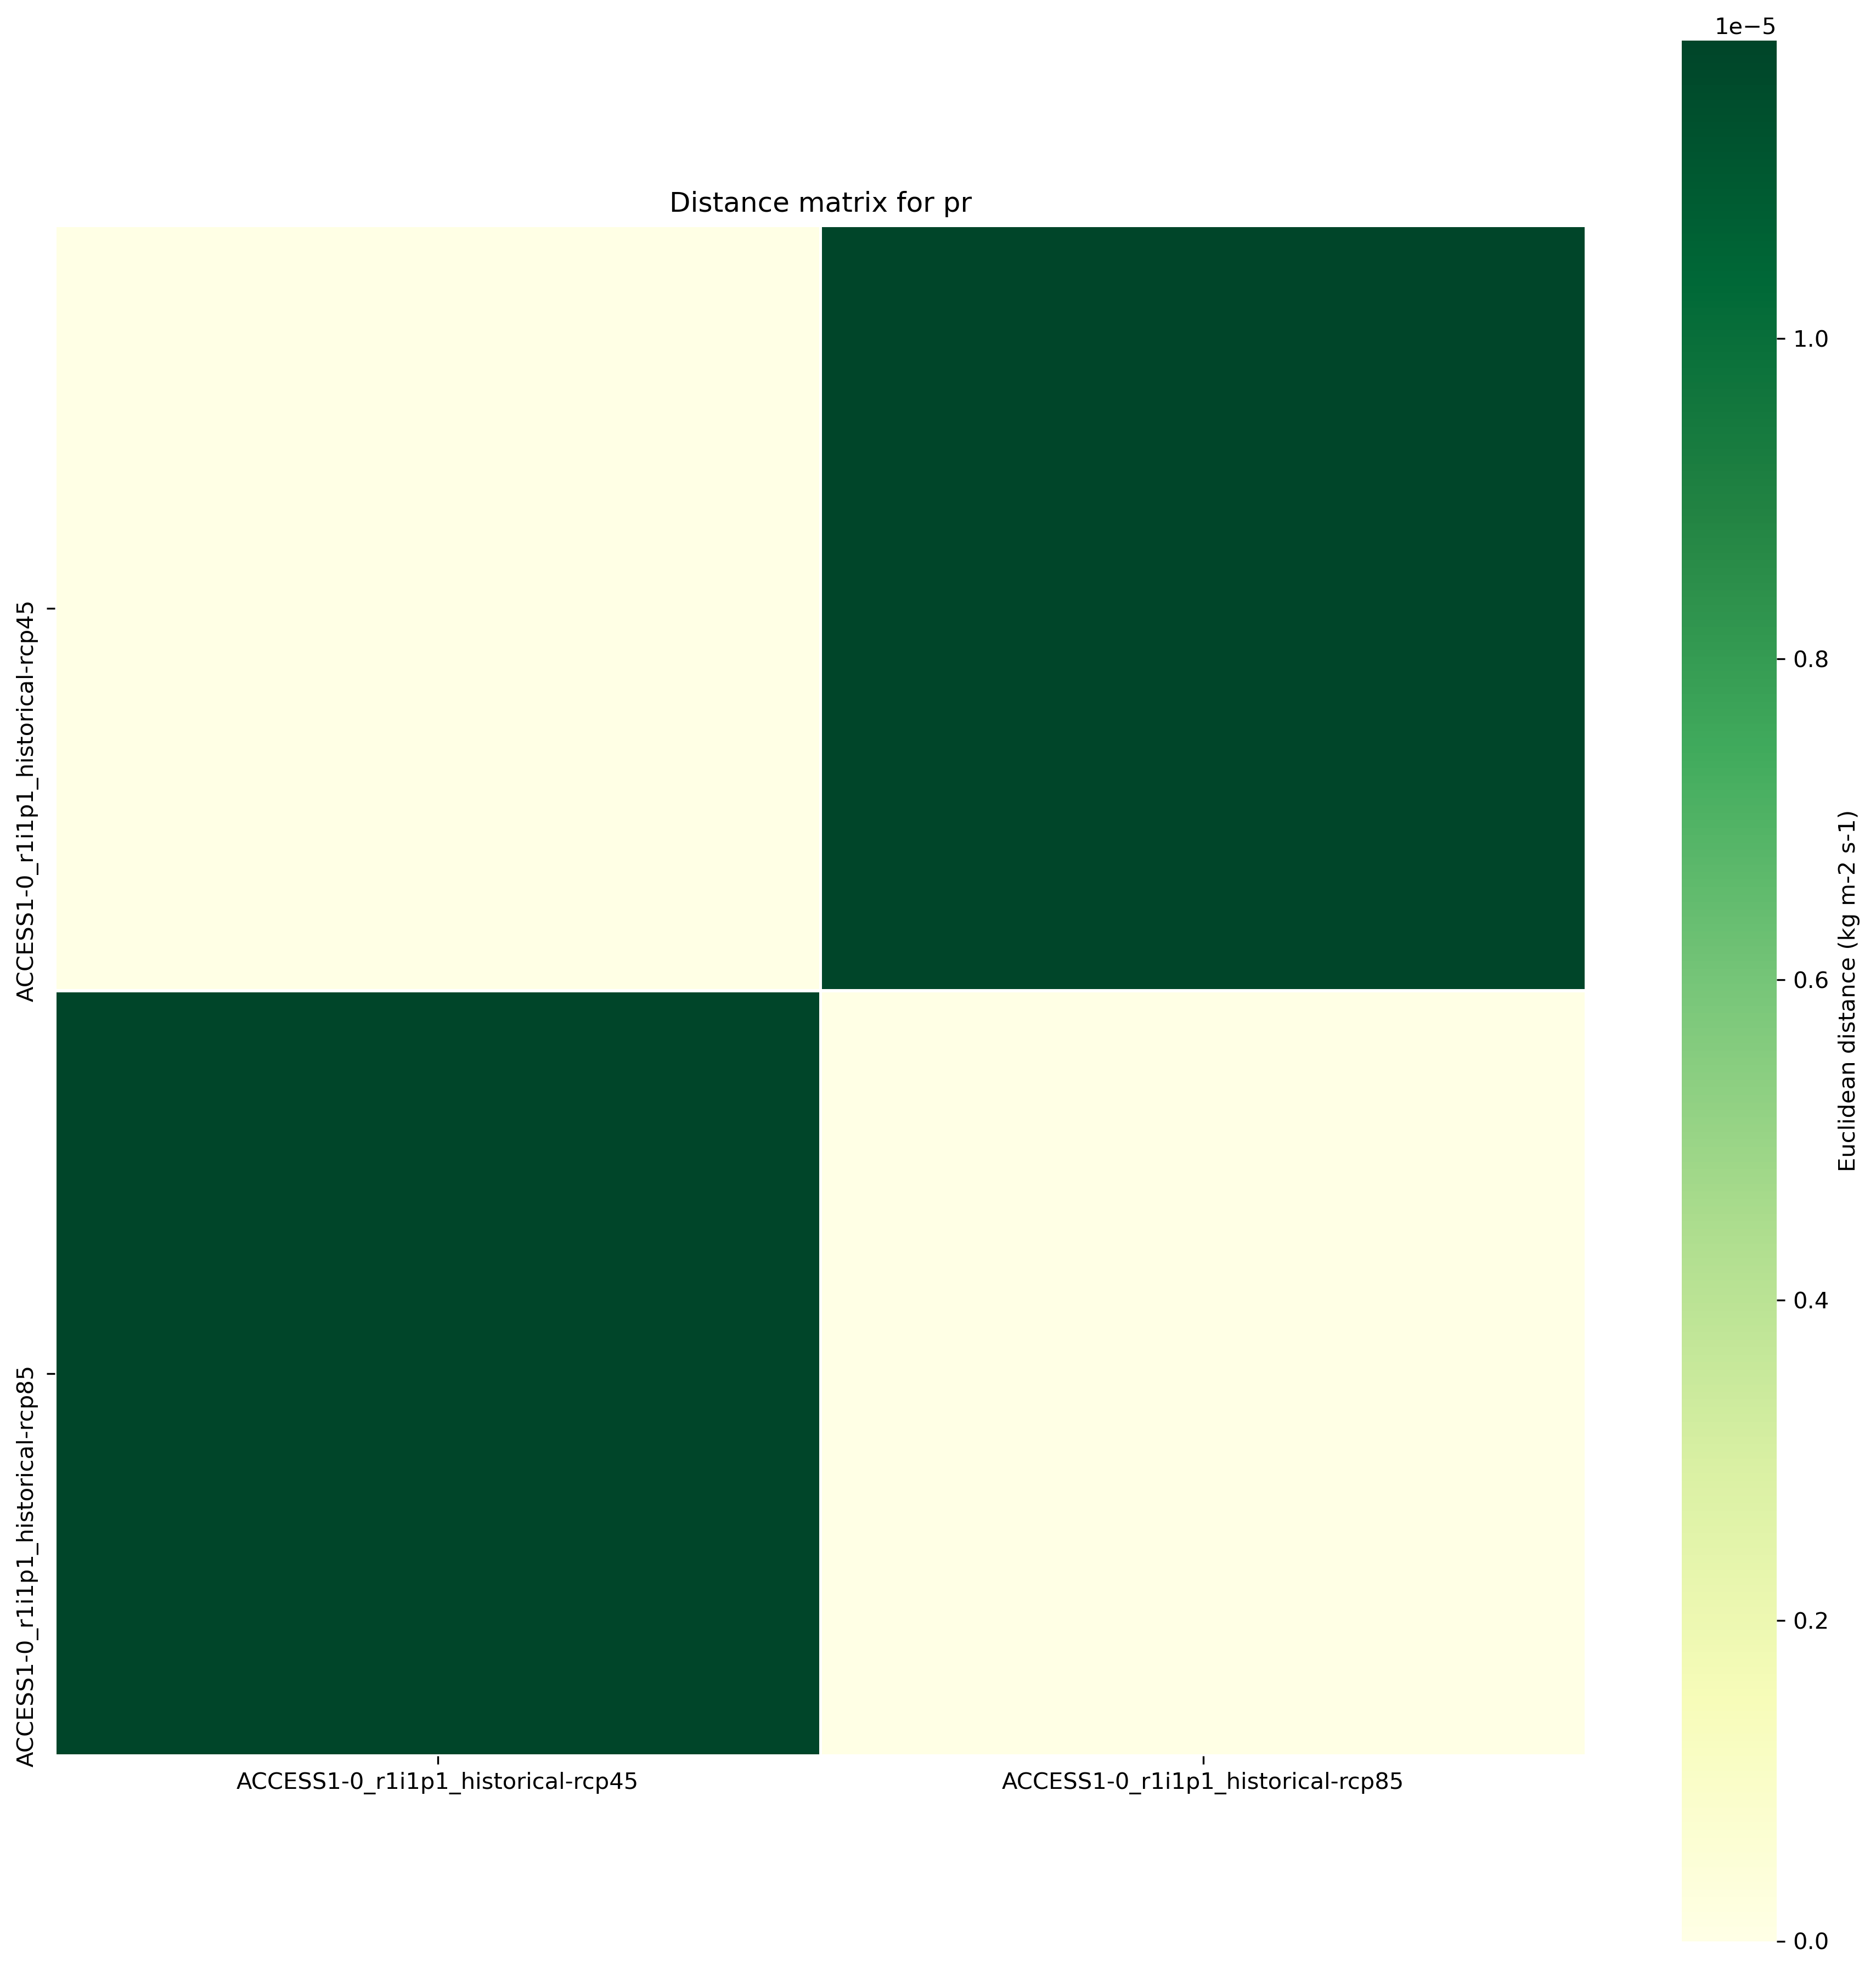 1e−5
Distance matrix for pr
ACCESS1-0_r1i1p1_historical-rcp45
ACCESS1-0_r1i1p1_historical-rcp85
ACCESS1-0_r1i1p1_historical-rcp45
ACCESS1-0_r1i1p1_historical-rcp85
1.0
0.8
0.6
0.4
0.2
0.0
Euclidean distance (kg m-2 s-1)